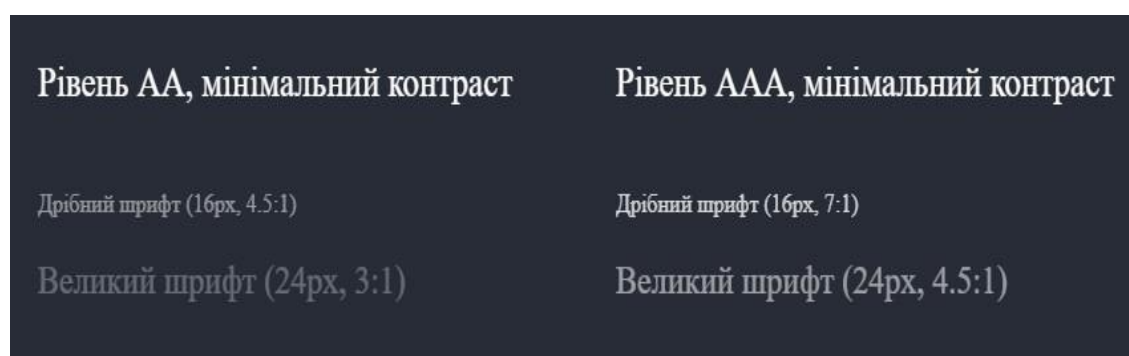 Рівень АА, мінімальний контраст
Дрібний шрифт (16px, 4.5:1)
Великий шрифт (24px, 3:1)
Рівень ААА, мінімальний контраст
Дрібний шрифт (16px, 7:1)
Великий шрифт (24px, 4.5:1)